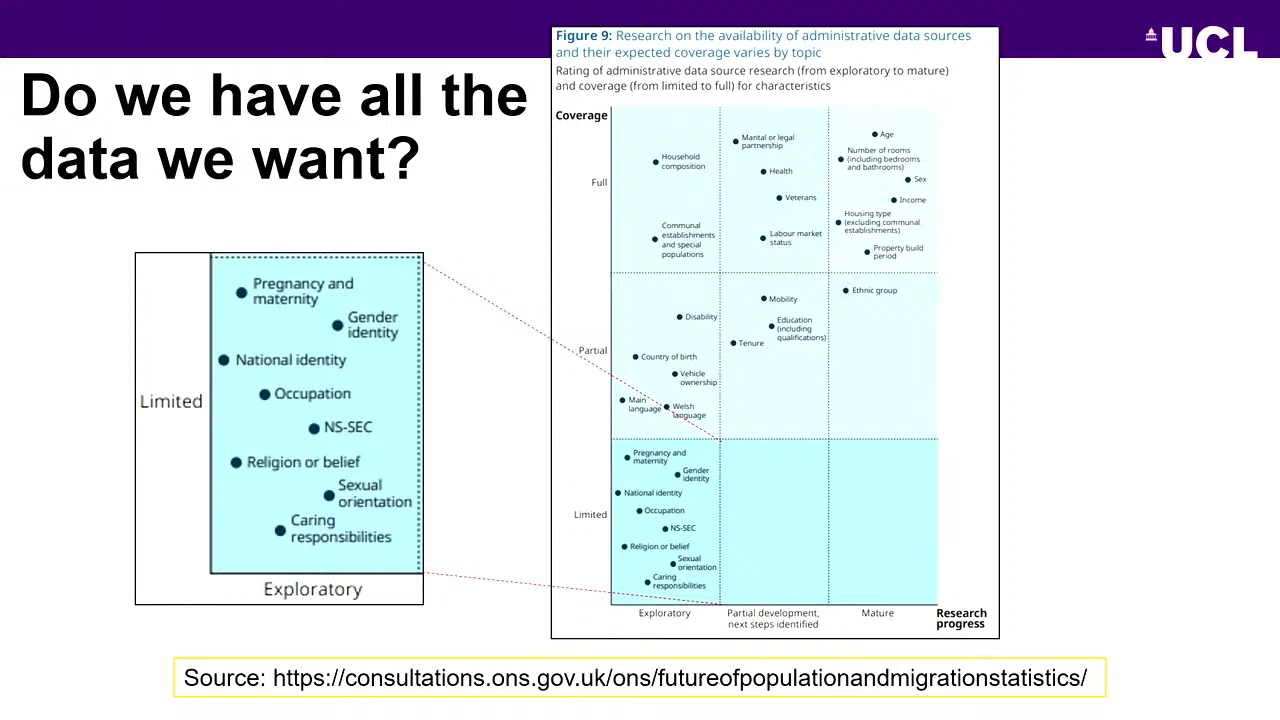 UCL
Do we have all the
data we want?
Figure 9: Research on the availability of administrative data sources
and their expected coverage varies by topic
Rating of administrative data source research (from exploratory to mature)
and coverage (from limited to full) for characteristics
Coverage
Full
Household
composition
Communal
establishments
and special
populations
Marital or legal
partnership
Health
Veterans
Labour market
status
Age
Number of rooms
(including bedrooms
and bathrooms)
Sex
Income
Housing type
(excluding communal
establishments)
Property build
period
Partial
Disability
Country of birth
Vehicle
ownership
Main
language
Welsh
language
Mobility
Education
(including
qualifications)
Tenure
Ethnic group
Limited
Pregnancy and
maternity
Gender
identity
National identity
Occupation
NS-SEC
Religion or belief
Sexual
orientation
Caring
responsibilities
Exploratory
Partial development,
next steps identified
Mature
Research
progress
Limited
Pregnancy and
maternity
Gender
identity
National identity
Occupation
NS-SEC
Religion or belief
Sexual
orientation
Caring
responsibilities
Exploratory
Source: https://consultations.ons.gov.uk/ons/futureofpopulationandmigrationstatistics/